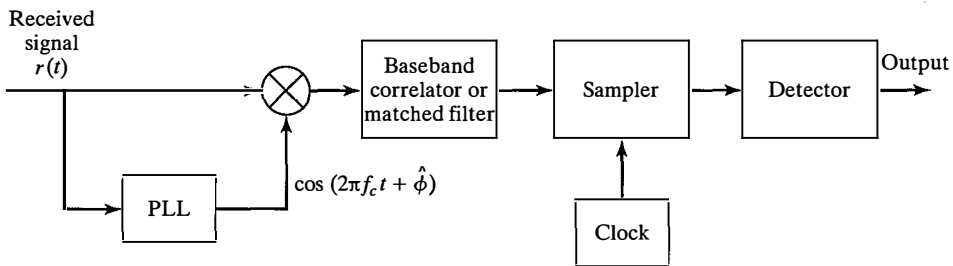 Received
signal
r(t)
Baseband
correlator or
matched filter
Sampler
Detector
Output
PLL
cos (2πf_c t + φ̂)
Clock